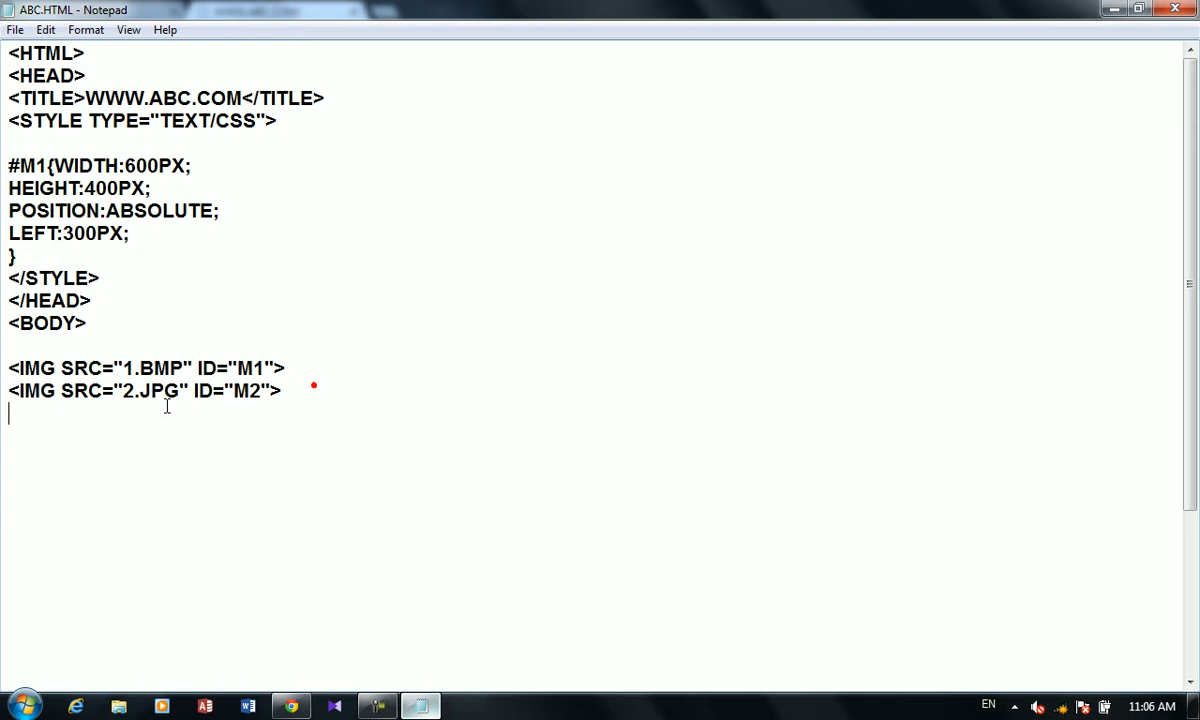 ABC.HTML - Notepad
File Edit Format View Help
<HTML>
<HEAD>
<TITLE>WWW.ABC.COM</TITLE>
<STYLE TYPE="TEXT/CSS">
#M1{WIDTH:600PX;
HEIGHT:400PX;
POSITION:ABSOLUTE;
LEFT:300PX;
}
</STYLE>
</HEAD>
<BODY>
<IMG SRC="1.BMP" ID="M1">
<IMG SRC="2.JPG" ID="M2">
EN 11:06 AM